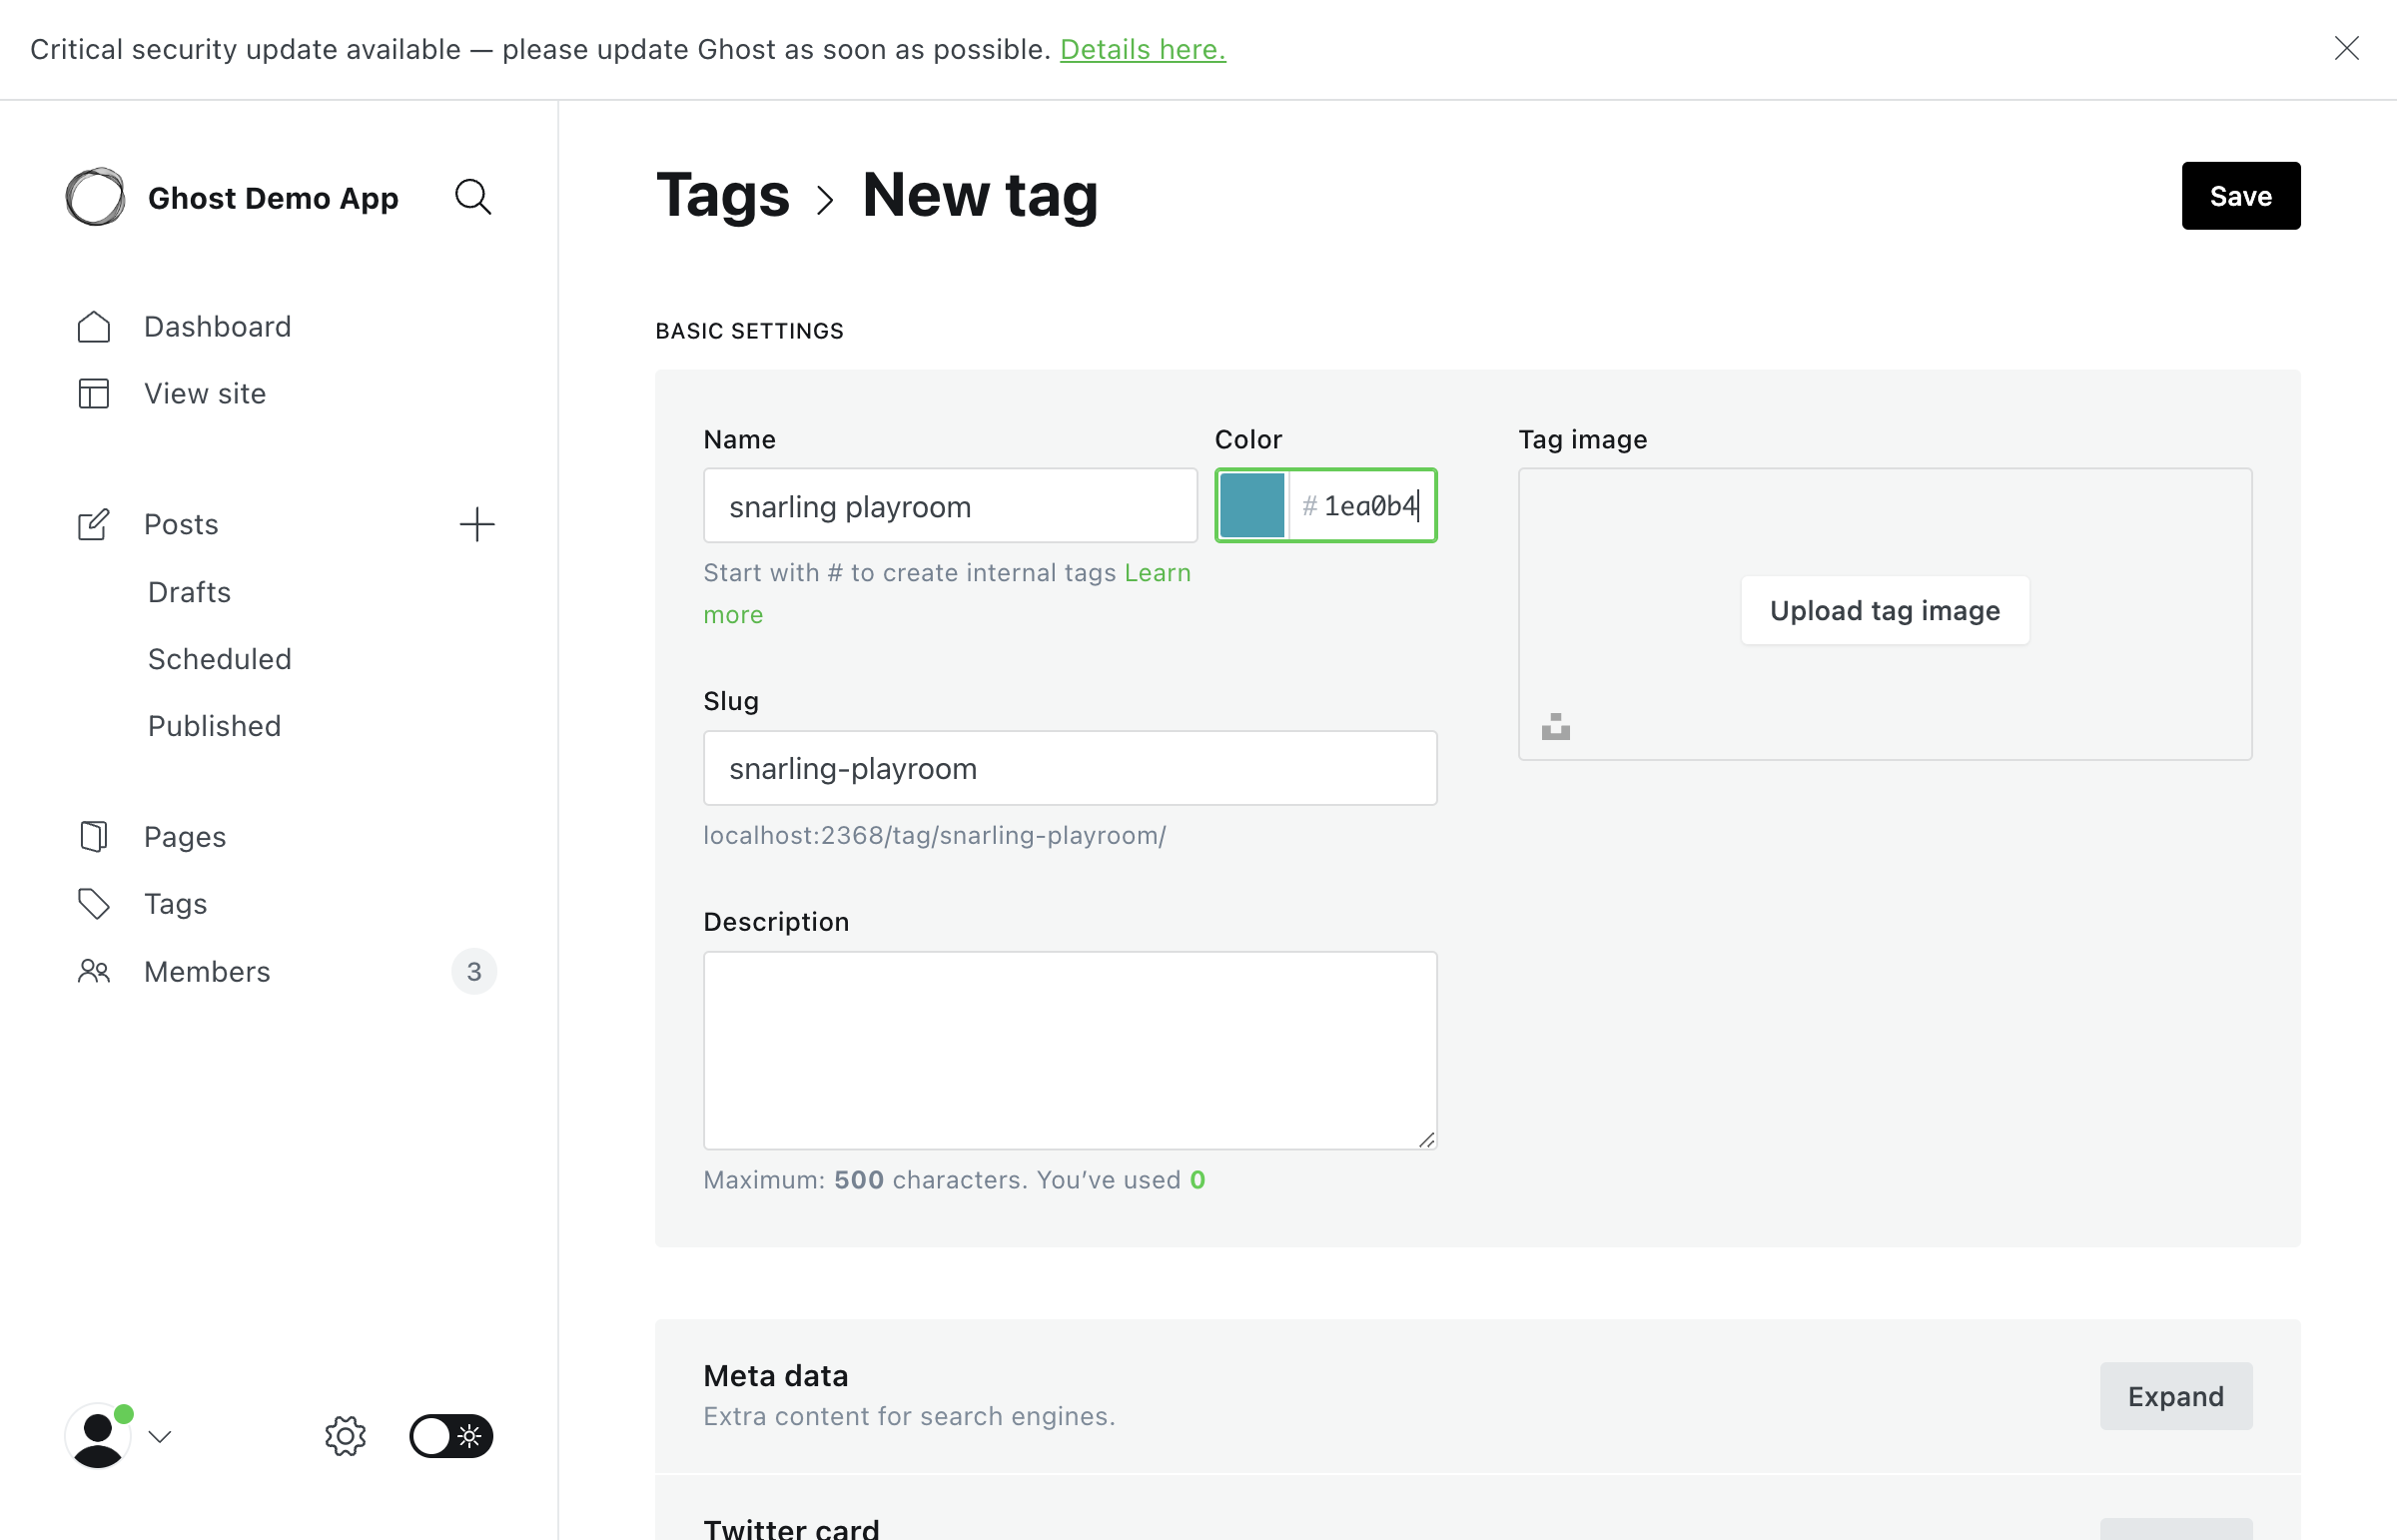 Critical security update available — please update Ghost as soon as possible. Details here.
Ghost Demo App
Dashboard
View site
Posts
Drafts
Scheduled
Published
Pages
Tags
Members
3
Tags
New tag
Save
BASIC SETTINGS
Name
snarling playroom
Start with # to create internal tags Learn
more
Color
# 1ea0b4
Tag image
Upload tag image
Slug
snarling-playroom
localhost:2368/tag/snarling-playroom/
Description
Maximum: 500 characters. You’ve used 0
Meta data
Extra content for search engines.
Expand
Twitter card